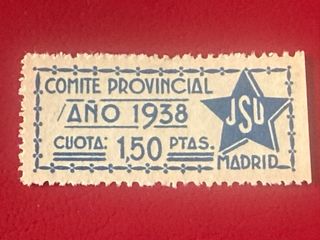 COMITE PROVINCIAL
AÑO 1938
JSU
CUOTA: 1,50 PTAS.
MADRID